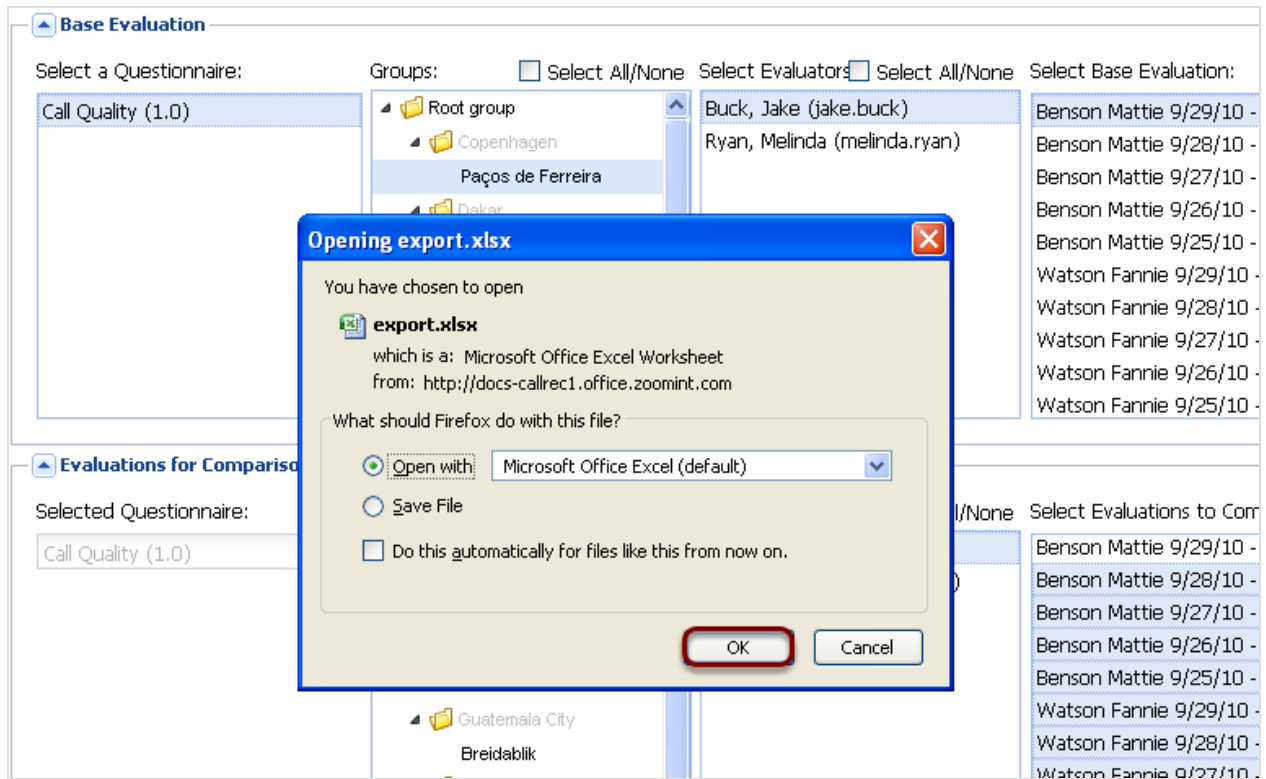 Base Evaluation
Select a Questionnaire:
Groups:
Select All/None
Select Evaluators
Select All/None
Select Base Evaluation:
Call Quality (1.0)
Root group
Copenhagen
Paços de Ferreira
Dakar
Buck, Jake (jake.buck)
Ryan, Melinda (melinda.ryan)
Benson Mattie 9/29/10 -
Benson Mattie 9/28/10 -
Benson Mattie 9/27/10 -
Benson Mattie 9/26/10 -
Benson Mattie 9/25/10 -
Watson Fannie 9/29/10 -
Watson Fannie 9/28/10 -
Watson Fannie 9/27/10 -
Watson Fannie 9/26/10 -
Watson Fannie 9/25/10 -
Opening export.xlsx
You have chosen to open
export.xlsx
which is a: Microsoft Office Excel Worksheet
from: http://docs-callrec1.office.zoomint.com
What should Firefox do with this file?
Open with
Microsoft Office Excel (default)
Save File
Do this automatically for files like this from now on.
OK
Cancel
Evaluations for Compariso
Selected Questionnaire:
l/None
Select Evaluations to Com
Call Quality (1.0)
)
Guatemala City
Breidablik
Benson Mattie 9/29/10 -
Benson Mattie 9/28/10 -
Benson Mattie 9/27/10 -
Benson Mattie 9/26/10 -
Benson Mattie 9/25/10 -
Watson Fannie 9/29/10 -
Watson Fannie 9/28/10 -
Watson Fannie 9/27/10 -